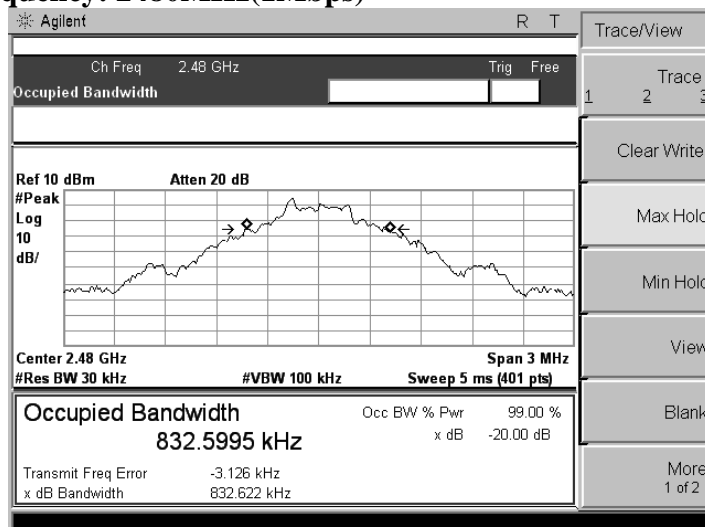 quency: 2480MHz(1Mbps)
Agilent R T
Trace/View
Ch Freq 2.48 GHz Trig Free
Occupied Bandwidth
Trace
1 2 3
Clear Write
Ref 10 dBm Atten 20 dB
#Peak
Log
10
dB/
Max Hold
Min Hold
View
Center 2.48 GHz Span 3 MHz
#Res BW 30 kHz #VBW 100 kHz Sweep 5 ms (401 pts)
Occupied Bandwidth
832.5995 kHz
Occ BW % Pwr 99.00 %
x dB -20.00 dB
Transmit Freq Error -3.126 kHz
x dB Bandwidth 832.622 kHz
Blank
More
1 of 2